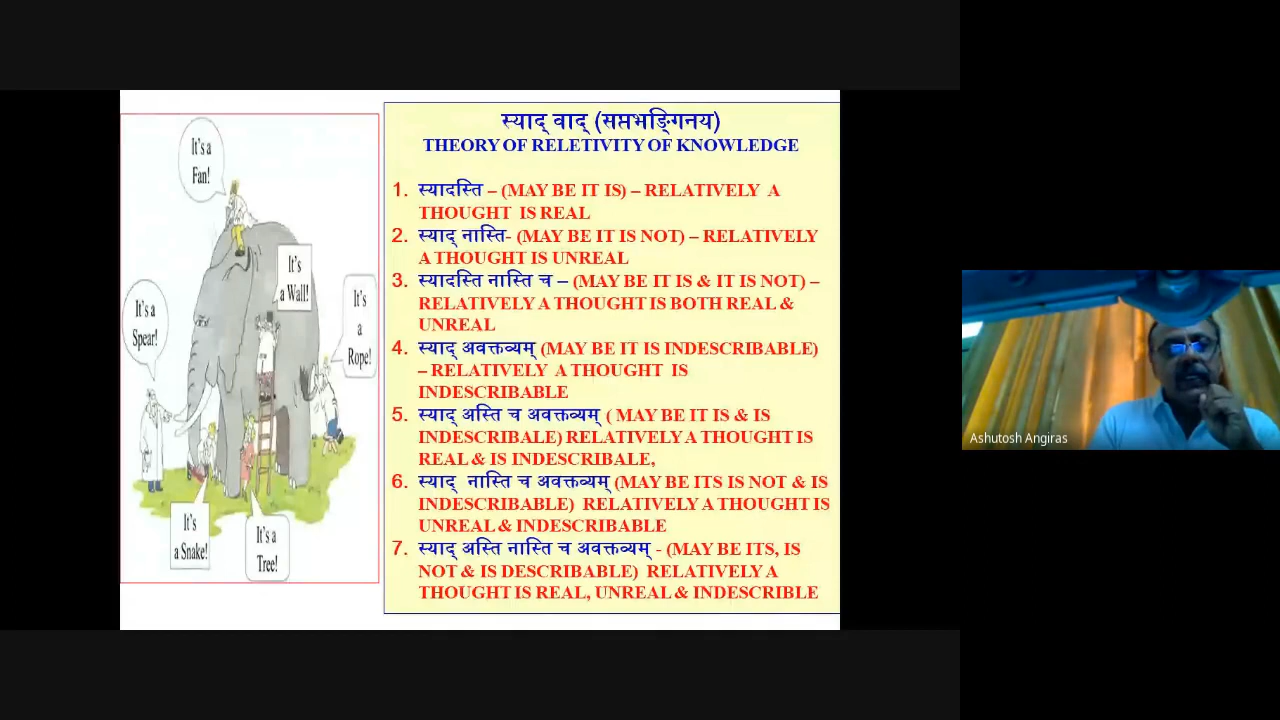 It's a
Fan!
It's
a Wall!
It's a
Spear!
It's
a
Rope!
It's
a Snake!
It's a
Tree!
स्याद् वाद् (सप्तभङ्गिनय)
THEORY OF RELETIVITY OF KNOWLEDGE
1. स्यादस्ति – (MAY BE IT IS) – RELATIVELY A
THOUGHT IS REAL
2. स्याद् नास्ति- (MAY BE IT IS NOT) – RELATIVELY
A THOUGHT IS UNREAL
3. स्यादस्ति नास्ति च – (MAY BE IT IS & IT IS NOT) –
RELATIVELY A THOUGHT IS BOTH REAL &
UNREAL
4. स्याद् अवक्तव्यम् (MAY BE IT IS INDESCRIBABLE)
– RELATIVELY A THOUGHT IS
INDESCRIBABLE
5. स्याद् अस्ति च अवक्तव्यम् ( MAY BE IT IS & IS
INDESCRIBALE) RELATIVELY A THOUGHT IS
REAL & IS INDESCRIBALE,
6. स्याद् नास्ति च अवक्तव्यम् (MAY BE ITS IS NOT & IS
INDESCRIBABLE) RELATIVELY A THOUGHT IS
UNREAL & INDESCRIBABLE
7. स्याद् अस्ति नास्ति च अवक्तव्यम् - (MAY BE ITS, IS
NOT & IS DESCRIBABLE) RELATIVELY A
THOUGHT IS REAL, UNREAL & INDESCRIBLE
Ashutosh Angiras